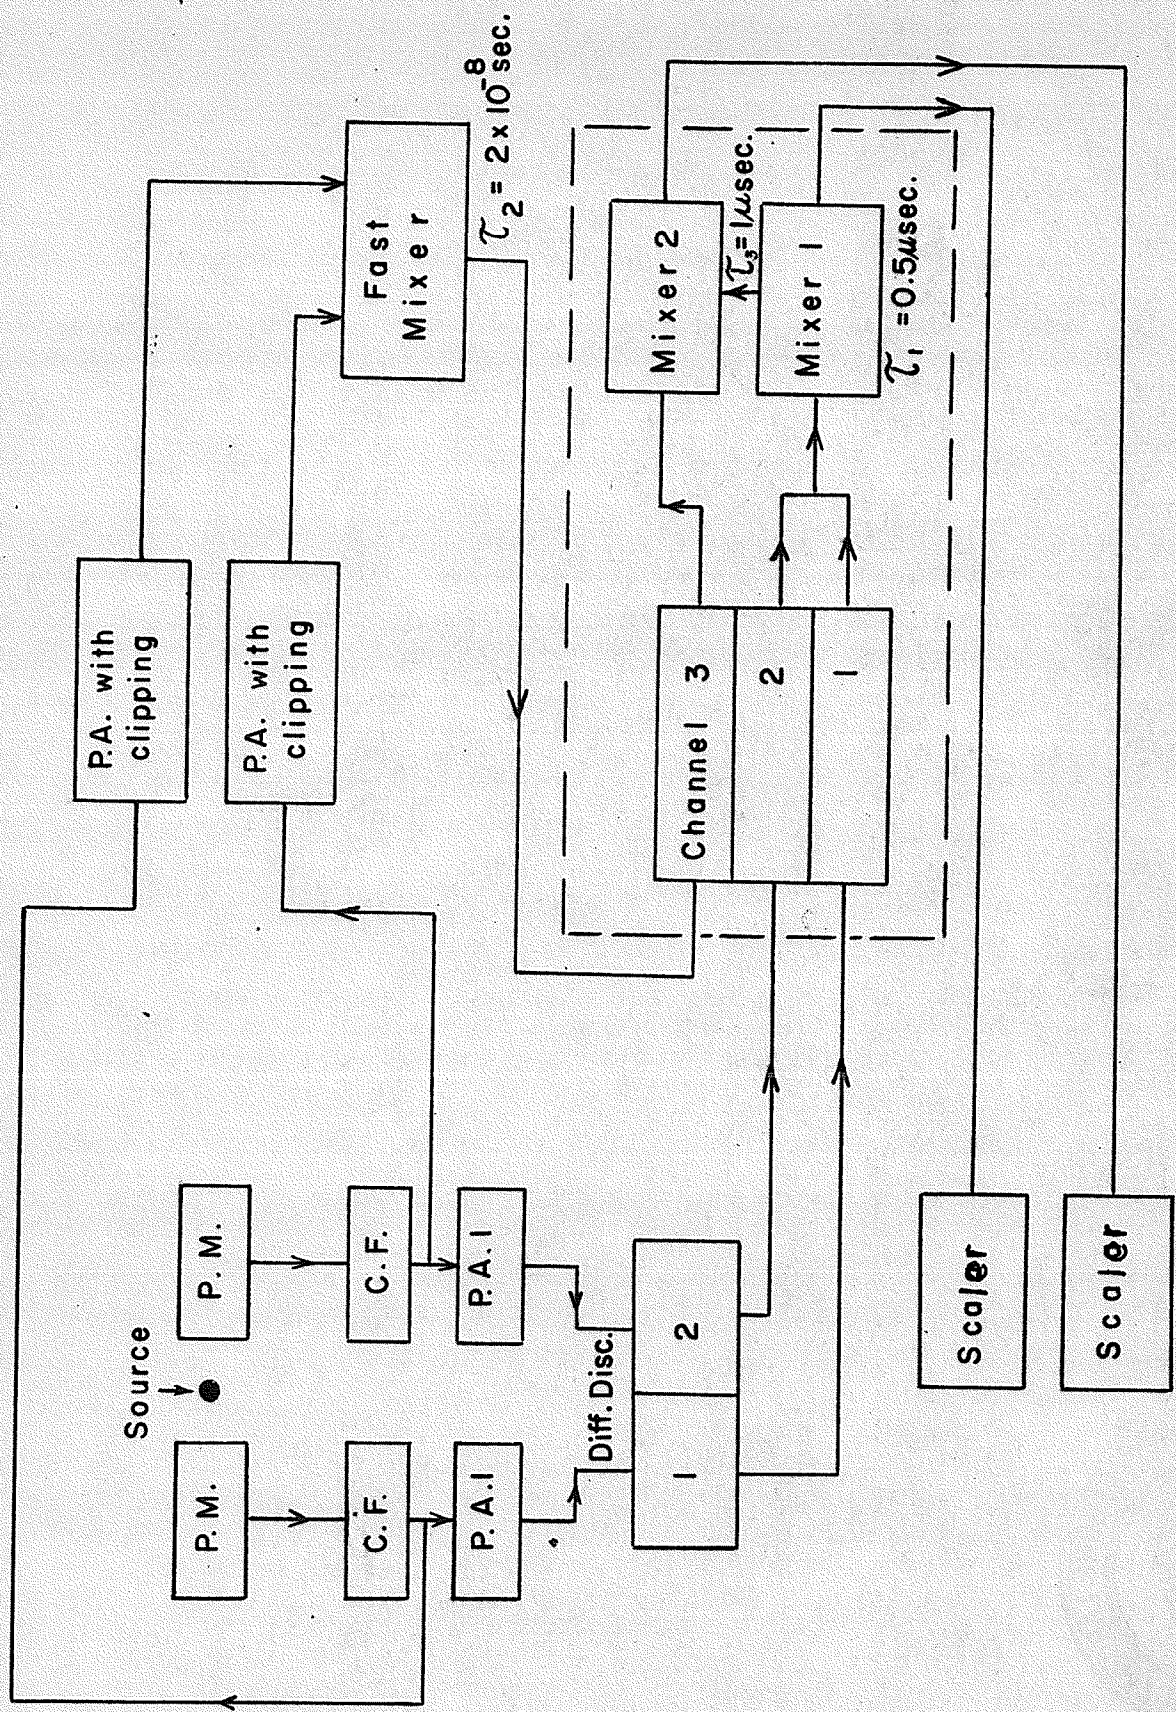 Source
P. M.
P. M.
C. F.
C. F.
P. A. I
P. A. I
Diff. Disc.
1
2
P.A. with
clipping
P.A. with
clipping
Fast
Mixer
τ₂ = 2 x 10⁻⁸ sec.
Channel 3
2
1
Mixer 2
τ₃ = 1μsec.
Mixer 1
τ₁ = 0.5μsec.
Scaler
Scaler